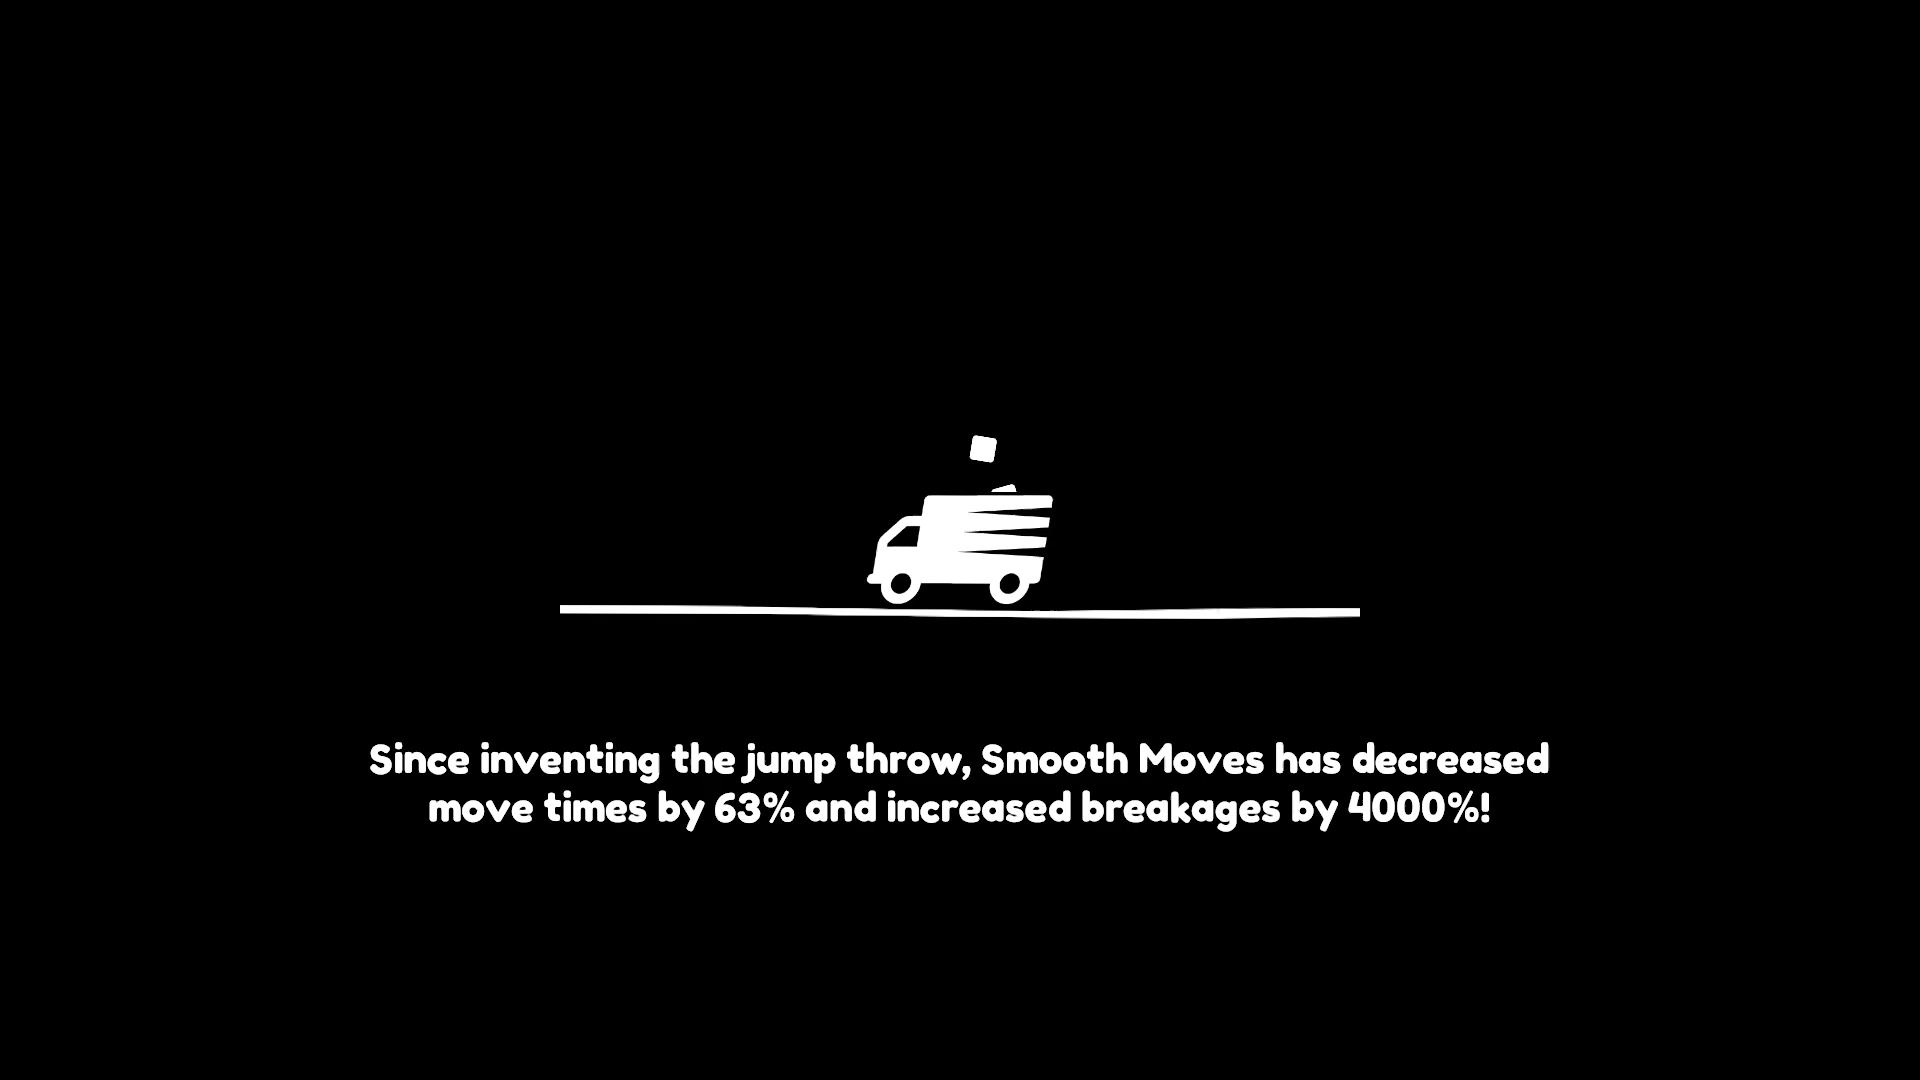 Since inventing the jump throw, Smooth Moves has decreased
move times by 63% and increased breakages by 4000%!